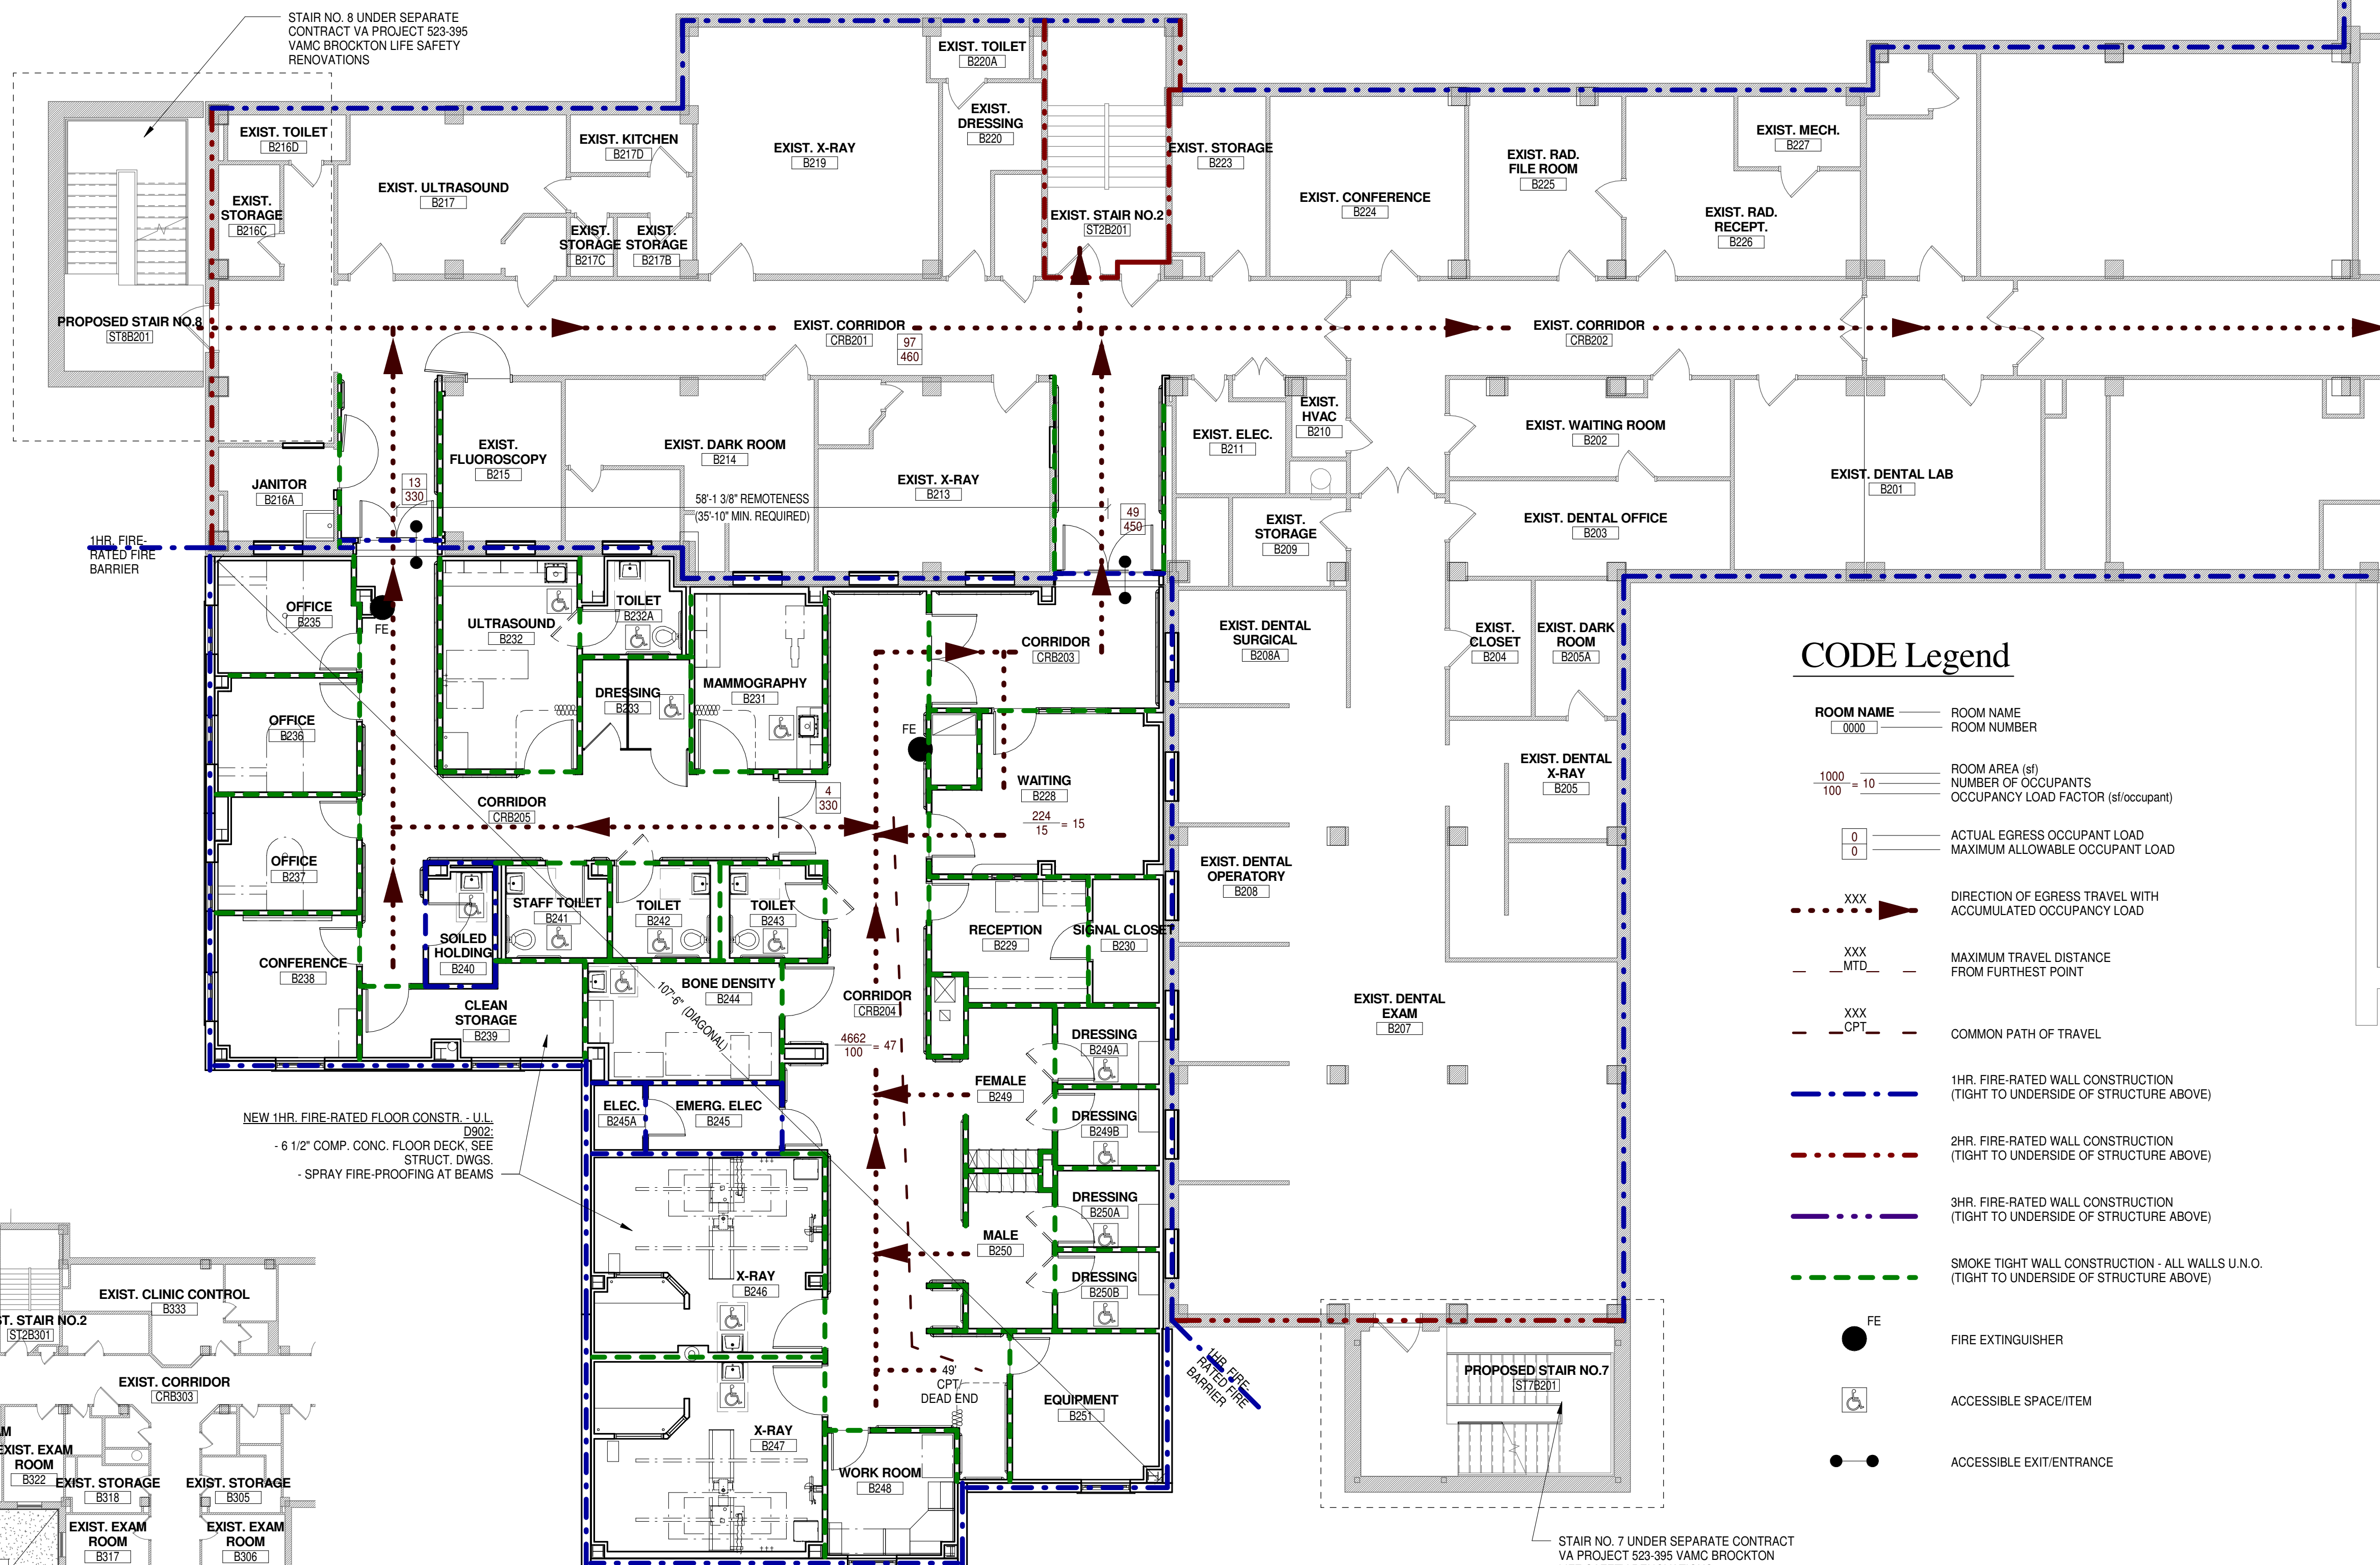 STAIR NO. 8 UNDER SEPARATE
CONTRACT VA PROJECT 523-395
VAMC BROCKTON LIFE SAFETY
RENOVATIONS
EXIST. TOILET
B216D
EXIST.
STORAGE
B216C
EXIST. ULTRASOUND
B217
EXIST. KITCHEN
B217D
EXIST.
STORAGE
B217C
EXIST.
STORAGE
B217B
EXIST. X-RAY
B219
EXIST. TOILET
B220A
EXIST.
DRESSING
B220
EXIST. STAIR NO.2
ST2B201
EXIST. STORAGE
B223
EXIST. CONFERENCE
B224
EXIST. RAD.
FILE ROOM
B225
EXIST. MECH.
B227
EXIST. RAD.
RECEPT.
B226
PROPOSED STAIR NO.8
ST8B201
EXIST. CORRIDOR
CRB201
97
460
EXIST. CORRIDOR
CRB202
JANITOR
B216A
13
330
EXIST.
FLUOROSCOPY
B215
EXIST. DARK ROOM
B214
58'-1 3/8" REMOTENESS
(35'-10" MIN. REQUIRED)
EXIST. X-RAY
B213
49
450
EXIST. ELEC.
B211
EXIST.
HVAC
B210
EXIST.
STORAGE
B209
EXIST. WAITING ROOM
B202
EXIST. DENTAL OFFICE
B203
EXIST. DENTAL LAB
B201
1HR. FIRE-
RATED FIRE
BARRIER
OFFICE
B235
FE
OFFICE
B236
OFFICE
B237
CONFERENCE
B238
ULTRASOUND
B232
TOILET
B232A
DRESSING
B233
MAMMOGRAPHY
B231
CORRIDOR
CRB203
FE
WAITING
B228
224
15
= 15
4
330
CORRIDOR
CRB205
STAFF TOILET
B241
TOILET
B242
TOILET
B243
SOILED
HOLDING
B240
CLEAN
STORAGE
B239
BONE DENSITY
B244
107'-6" (DIAGONAL)
CORRIDOR
CRB204
4662
100
= 47
RECEPTION
B229
SIGNAL CLOSET
B230
DRESSING
B249A
FEMALE
B249
DRESSING
B249B
DRESSING
B250A
MALE
B250
DRESSING
B250B
ELEC.
B245A
EMERG. ELEC
B245
X-RAY
B246
X-RAY
B247
49'
CPT/
DEAD END
EQUIPMENT
B251
WORK ROOM
B248
NEW 1HR. FIRE-RATED FLOOR CONSTR. - U.L.
D902:
- 6 1/2" COMP. CONC. FLOOR DECK, SEE
STRUCT. DWGS.
- SPRAY FIRE-PROOFING AT BEAMS
EXIST. DENTAL
SURGICAL
B208A
EXIST.
CLOSET
B204
EXIST. DARK
ROOM
B205A
EXIST. DENTAL
X-RAY
B205
EXIST. DENTAL
OPERATORY
B208
EXIST. DENTAL
EXAM
B207
1HR. FIRE-
RATED FIRE
BARRIER
PROPOSED STAIR NO.7
ST7B201
STAIR NO. 7 UNDER SEPARATE CONTRACT
VA PROJECT 523-395 VAMC BROCKTON
EXIST. CLINIC CONTROL
B333
ST. STAIR NO.2
ST2B301
EXIST. CORRIDOR
CRB303
AM
EXIST. EXAM
ROOM
B322
EXIST. STORAGE
B318
EXIST. STORAGE
B305
EXIST. EXAM
ROOM
B317
EXIST. EXAM
ROOM
B306
CODE Legend
ROOM NAME
0000
ROOM NAME
ROOM NUMBER
1000
100
= 10
ROOM AREA (sf)
NUMBER OF OCCUPANTS
OCCUPANCY LOAD FACTOR (sf/occupant)
0
0
ACTUAL EGRESS OCCUPANT LOAD
MAXIMUM ALLOWABLE OCCUPANT LOAD
XXX
DIRECTION OF EGRESS TRAVEL WITH
ACCUMULATED OCCUPANCY LOAD
XXX
MTD
MAXIMUM TRAVEL DISTANCE
FROM FURTHEST POINT
XXX
CPT
COMMON PATH OF TRAVEL
1HR. FIRE-RATED WALL CONSTRUCTION
(TIGHT TO UNDERSIDE OF STRUCTURE ABOVE)
2HR. FIRE-RATED WALL CONSTRUCTION
(TIGHT TO UNDERSIDE OF STRUCTURE ABOVE)
3HR. FIRE-RATED WALL CONSTRUCTION
(TIGHT TO UNDERSIDE OF STRUCTURE ABOVE)
SMOKE TIGHT WALL CONSTRUCTION - ALL WALLS U.N.O.
(TIGHT TO UNDERSIDE OF STRUCTURE ABOVE)
FE
FIRE EXTINGUISHER
ACCESSIBLE SPACE/ITEM
ACCESSIBLE EXIT/ENTRANCE